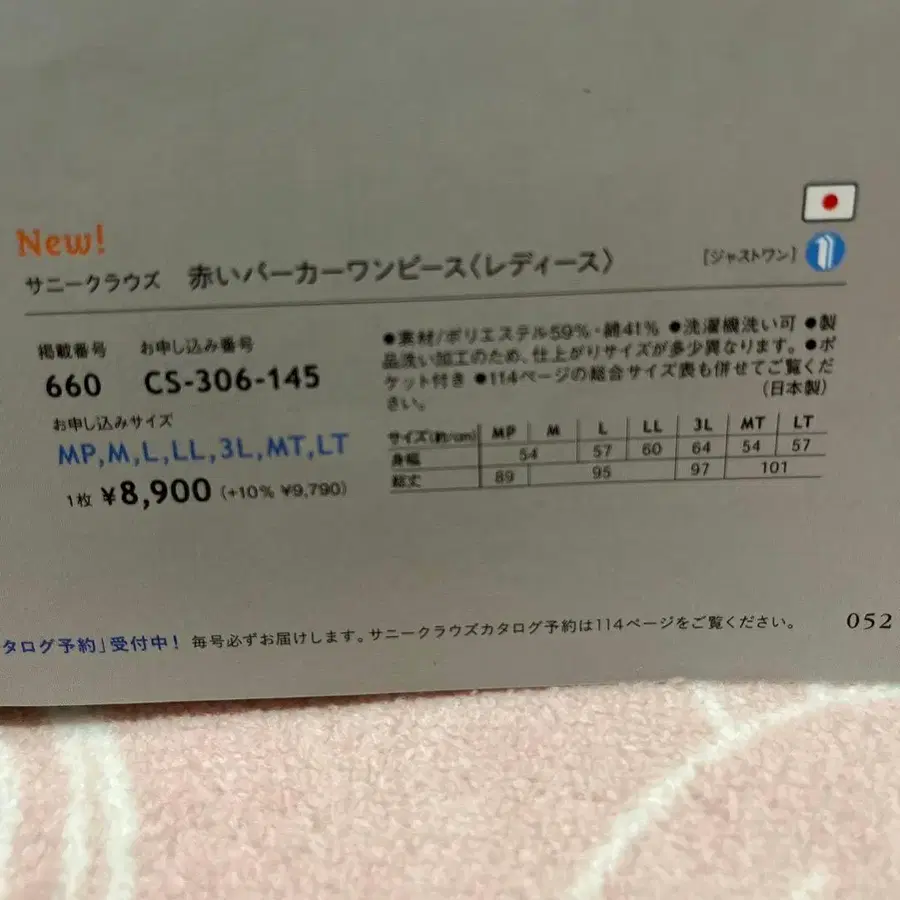 New!
サニークラウズ 赤いパーカーワンピース〈レディース〉
[ジャストワン] 1
掲載番号 お申し込み番号
660 CS-306-145
お申し込みサイズ
MP,M,L,LL,3L,MT,LT
1枚 ¥8,900 (+10% ¥9,790)
●素材/ポリエステル59%・綿41% ●洗濯機洗い可 ●製
品洗い加工のため、仕上がりサイズが多少異なります。●ポ
ケット付き ●114ページの総合サイズ表も併せてご覧くだ
さい。 (日本製)
サイズ(約/cm) MP M L LL 3L MT LT
身幅 54 57 60 64 54 57
総丈 89 95 97 101
タログ予約」受付中! 毎号必ずお届けします。サニークラウズカタログ予約は114ページをご覧ください。 052